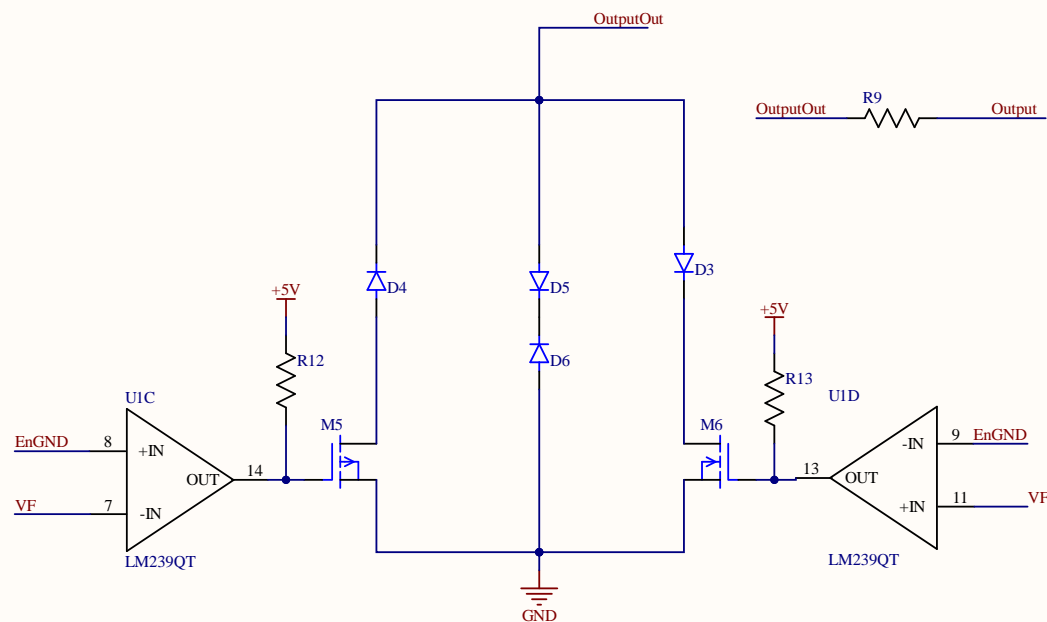 OutputOut
R9
OutputOut
Output
D3
D4
D5
+5V
+5V
D6
R12
R13
U1C
U1D
M5
M6
EnGND
8
+IN
-IN
9
EnGND
OUT
14
13
OUT
VF
7
-IN
+IN
11
VF
LM239QT
LM239QT
GND